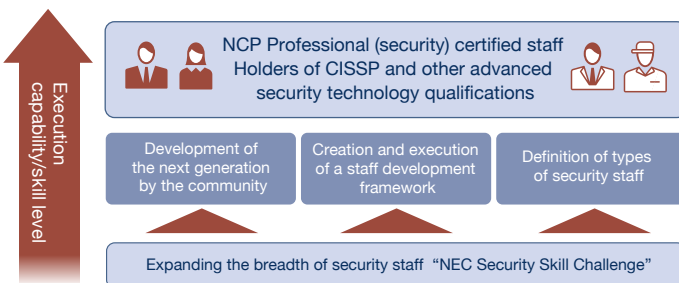 Execution
capability/skill level
NCP Professional (security) certified staff
Holders of CISSP and other advanced
security technology qualifications
Development of
the next generation
by the community
Creation and execution
of a staff development
framework
Definition of types
of security staff
Expanding the breadth of security staff “NEC Security Skill Challenge”